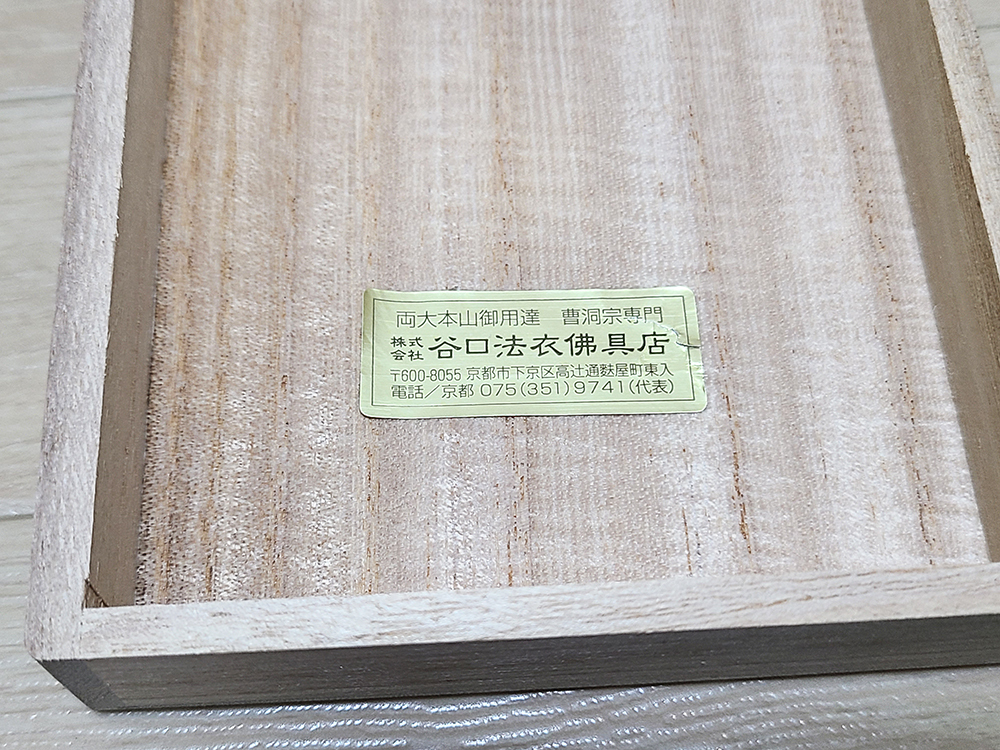 両大本山御用達　曹洞宗専門
株式会社 谷口法衣佛具店
〒600-8055 京都市下京区高辻通麩屋町東入
電話／京都 075(351)9741(代表)